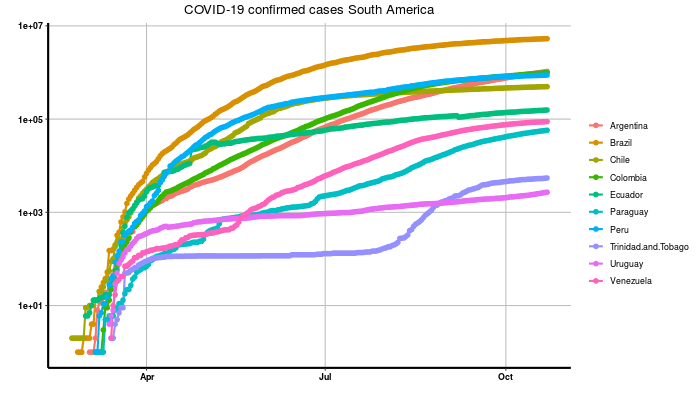 COVID-19 confirmed cases South America
1e+07
1e+05
1e+03
1e+01
Apr
Jul
Oct
Argentina
Brazil
Chile
Colombia
Ecuador
Paraguay
Peru
Trinidad.and.Tobago
Uruguay
Venezuela